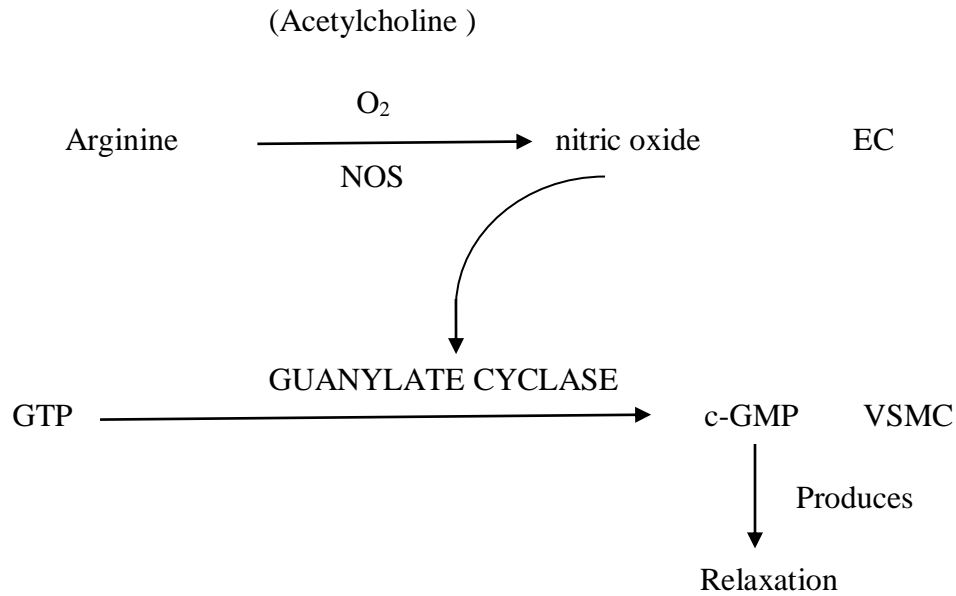 (Acetylcholine )
O₂
Arginine nitric oxide EC
NOS
GUANYLATE CYCLASE
GTP c-GMP VSMC
Produces
Relaxation